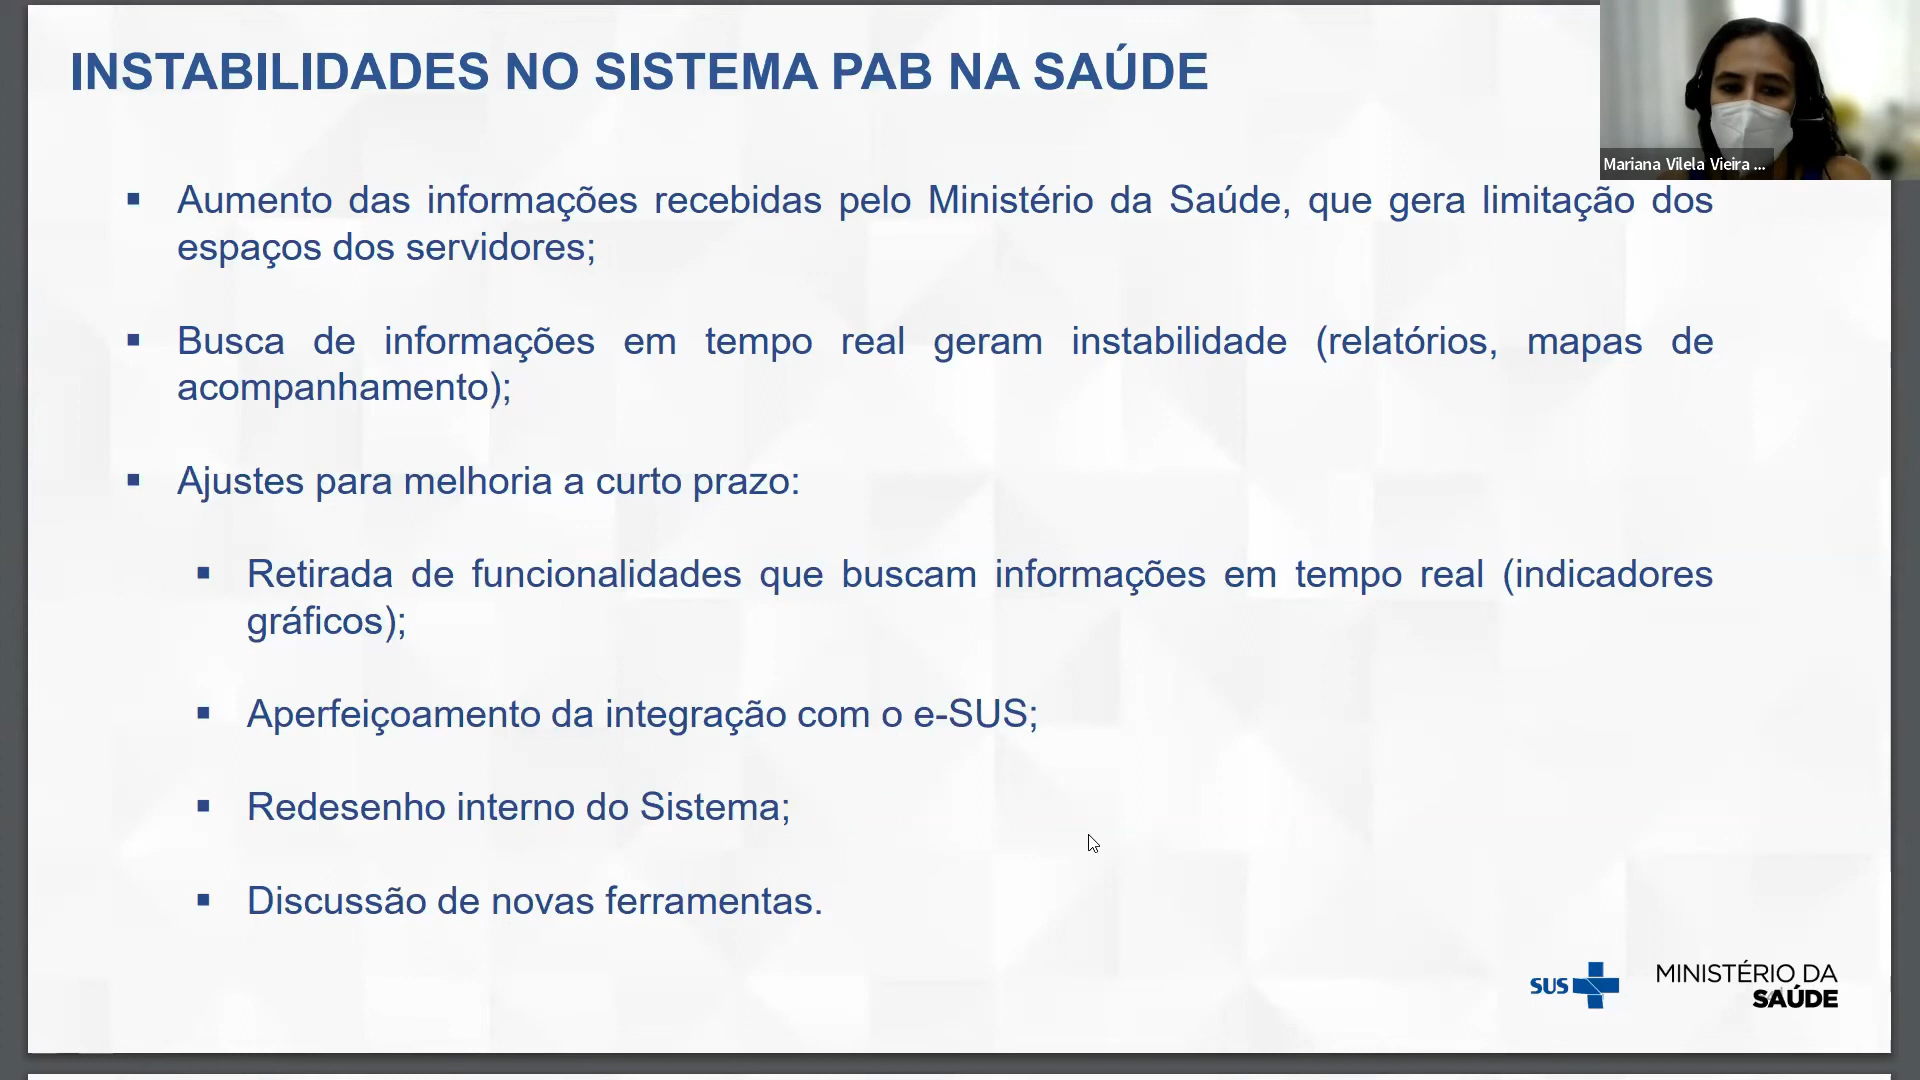 INSTABILIDADES NO SISTEMA PAB NA SAÚDE
Mariana Vilela Vieira ...
▪ Aumento das informações recebidas pelo Ministério da Saúde, que gera limitação dos
espaços dos servidores;
▪ Busca de informações em tempo real geram instabilidade (relatórios, mapas de
acompanhamento);
▪ Ajustes para melhoria a curto prazo:
▪ Retirada de funcionalidades que buscam informações em tempo real (indicadores
gráficos);
▪ Aperfeiçoamento da integração com o e-SUS;
▪ Redesenho interno do Sistema;
▪ Discussão de novas ferramentas.
SUS
MINISTÉRIO DA
SAÚDE